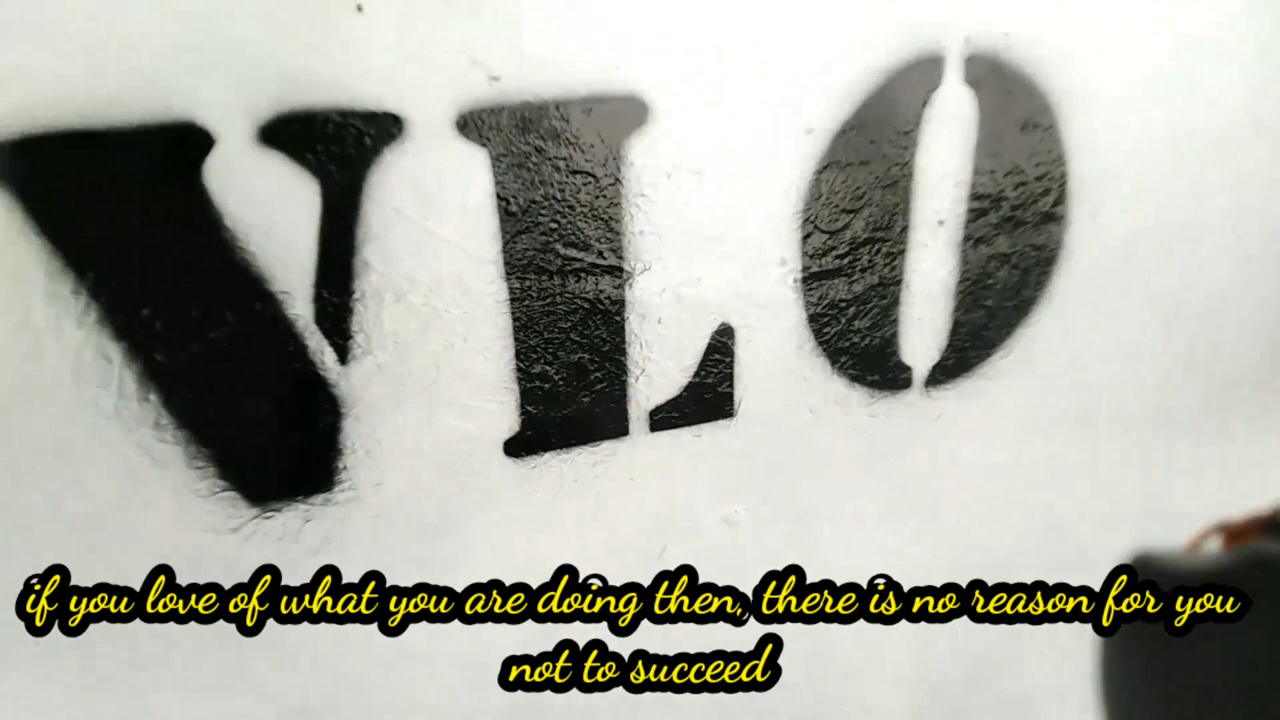 VLO
if you love of what you are doing then, there is no reason for you
not to succeed